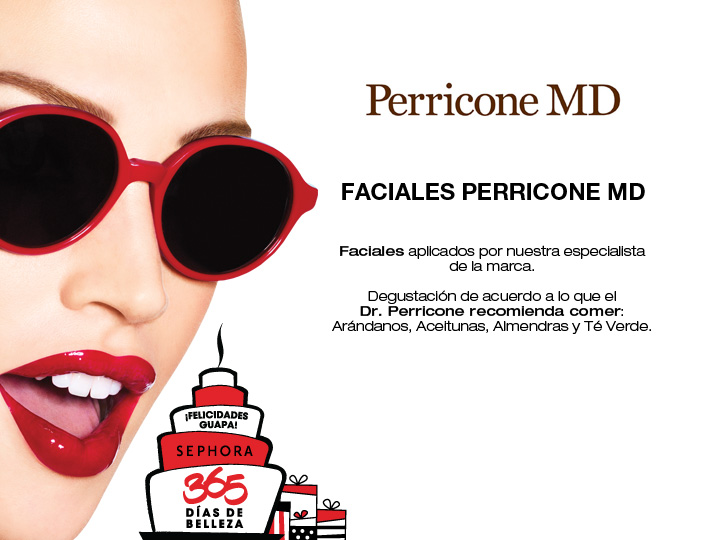 Perricone MD
FACIALES PERRICONE MD
Faciales aplicados por nuestra especialista
de la marca.
Degustación de acuerdo a lo que el
Dr. Perricone recomienda comer:
Arándanos, Aceitunas, Almendras y Té Verde.
¡FELICIDADES
GUAPA!
SEPHORA
365
DÍAS DE
BELLEZA